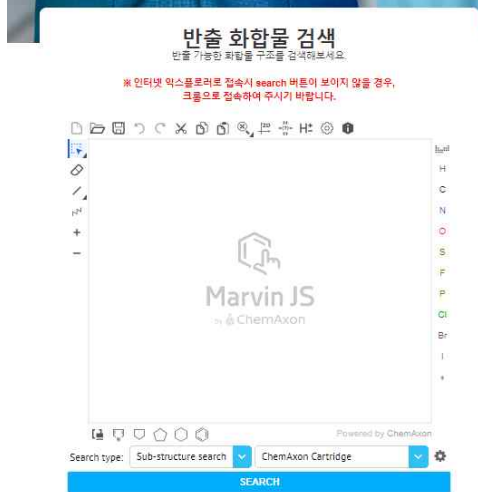 반출 화합물 검색
반출 가능한 화합물 구조를 검색해보세요.
※ 인터넷 익스플로러로 접속시 search 버튼이 보이지 않을 경우,
크롬으로 접속하여 주시기 바랍니다.
H±
H
C
N
O
S
F
P
Cl
Br
I
*
Marvin JS
by ChemAxon
Powered by ChemAxon
Search type: Sub-structure search ChemAxon Cartridge
SEARCH